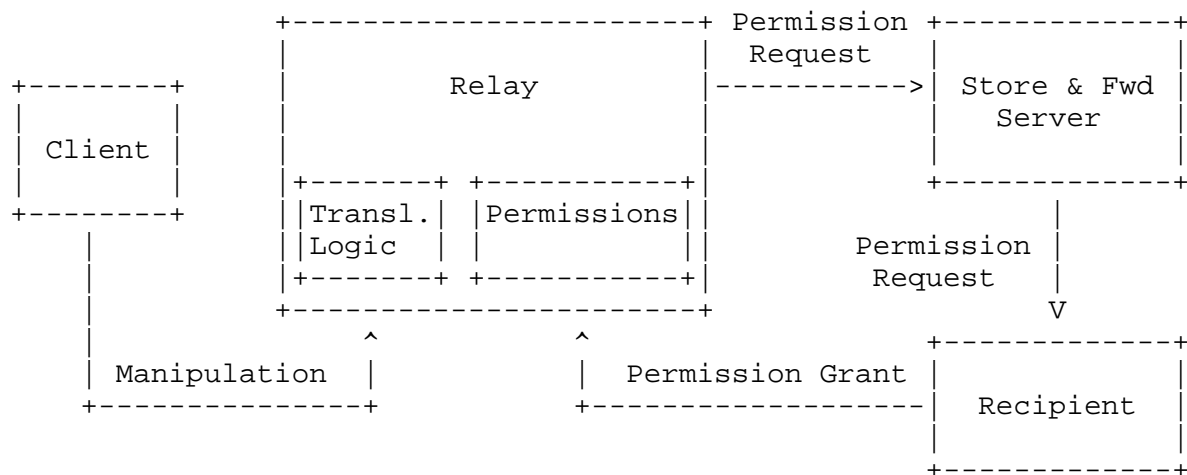 Permission
Request
Relay
Store & Fwd
Server
Client
Transl.
Logic
Permissions
Permission
Request
Manipulation
Permission Grant
Recipient